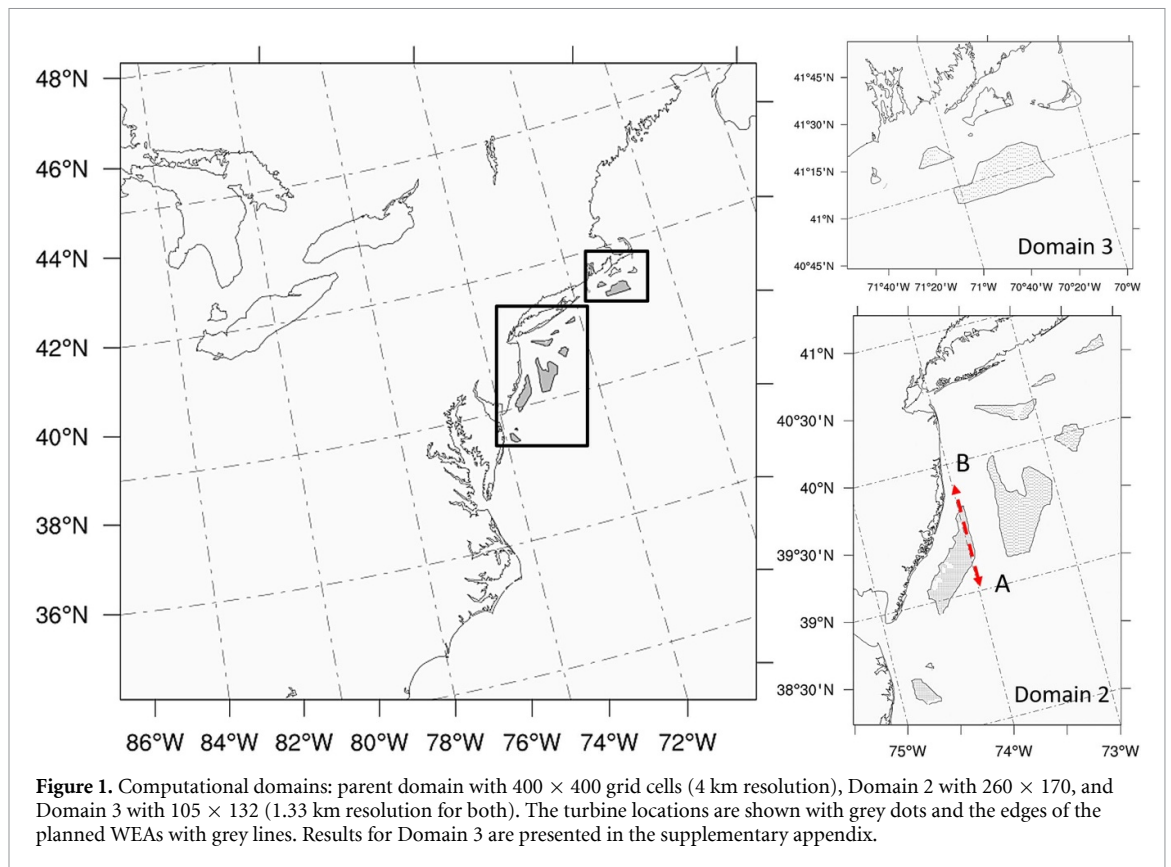 48°N
46°N
44°N
42°N
40°N
38°N
36°N
86°W 84°W 82°W 80°W 78°W 76°W 74°W 72°W
41°45'N
41°30'N
41°15'N
41°N
40°45'N
Domain 3
71°40'W 71°20'W 71°W 70°40'W 70°20'W 70°W
41°N
40°30'N
40°N
39°30'N
39°N
38°30'N
B
A
Domain 2
75°W 74°W 73°W
Figure 1. Computational domains: parent domain with 400 × 400 grid cells (4 km resolution), Domain 2 with 260 × 170, and
Domain 3 with 105 × 132 (1.33 km resolution for both). The turbine locations are shown with grey dots and the edges of the
planned WEAs with grey lines. Results for Domain 3 are presented in the supplementary appendix.